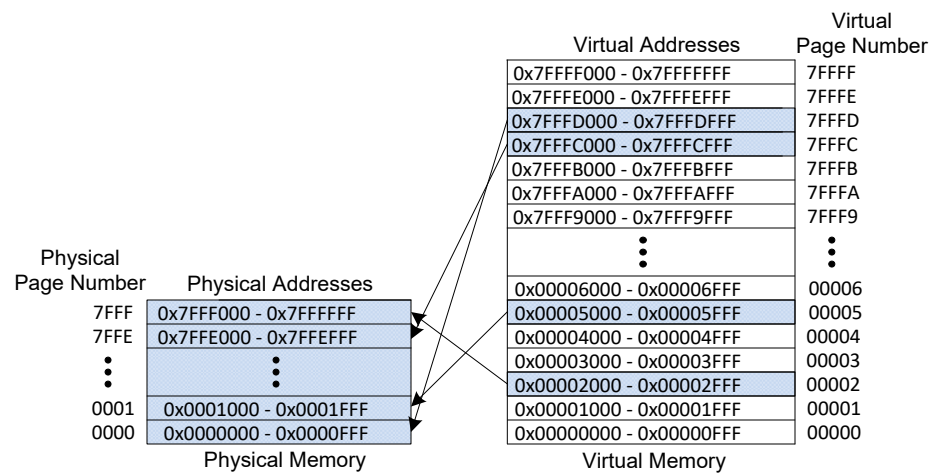 Virtual
Virtual Addresses Page Number
0x7FFFF000 - 0x7FFFFFFF 7FFFF
0x7FFFE000 - 0x7FFFEFFF 7FFFE
0x7FFFD000 - 0x7FFFDFFF 7FFFD
0x7FFFC000 - 0x7FFFCFFF 7FFFC
0x7FFFB000 - 0x7FFFBFFF 7FFFB
0x7FFFA000 - 0x7FFFAFFF 7FFFA
0x7FFF9000 - 0x7FFF9FFF 7FFF9
0x00006000 - 0x00006FFF 00006
0x00005000 - 0x00005FFF 00005
0x00004000 - 0x00004FFF 00004
0x00003000 - 0x00003FFF 00003
0x00002000 - 0x00002FFF 00002
0x00001000 - 0x00001FFF 00001
0x00000000 - 0x00000FFF 00000
Virtual Memory
Physical
Page Number Physical Addresses
7FFF 0x7FFF000 - 0x7FFFFFF
7FFE 0x7FFE000 - 0x7FFEFFF
0001 0x0001000 - 0x0001FFF
0000 0x0000000 - 0x0000FFF
Physical Memory